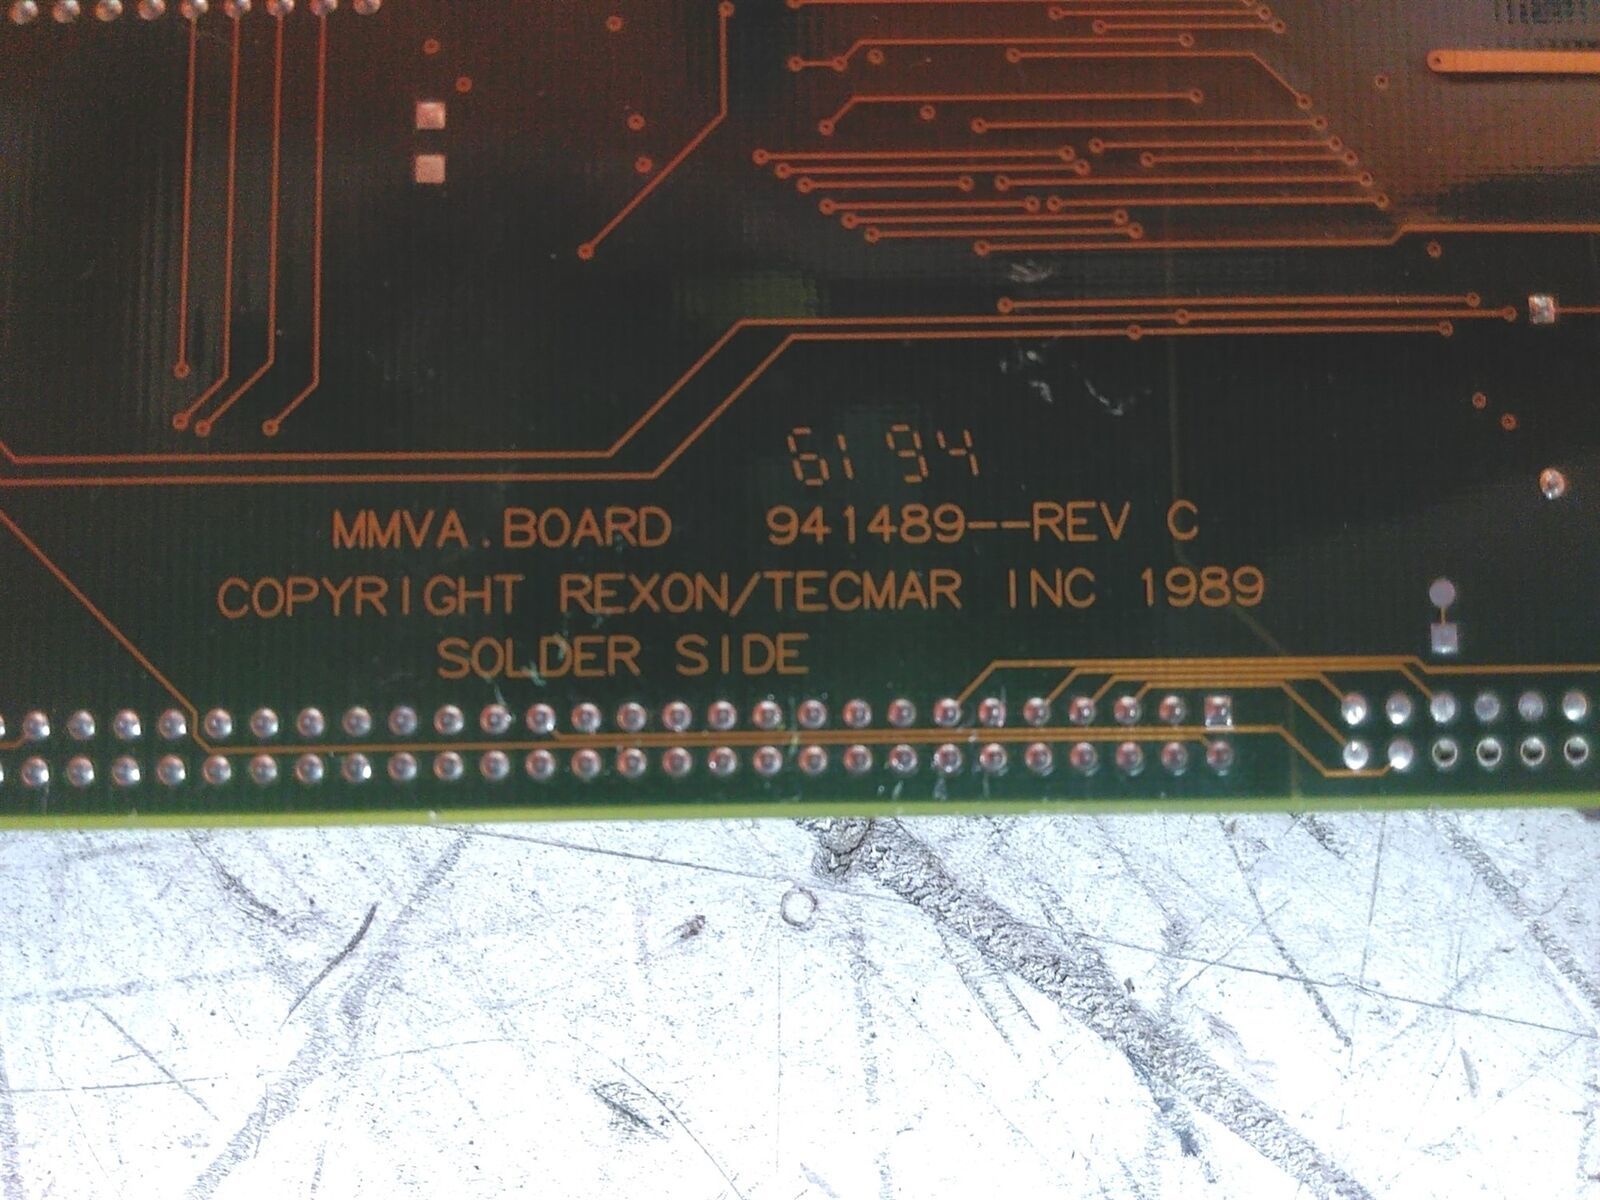 6194
MMVA.BOARD 941489--REV C
COPYRIGHT REXON/TECMAR INC 1989
SOLDER SIDE